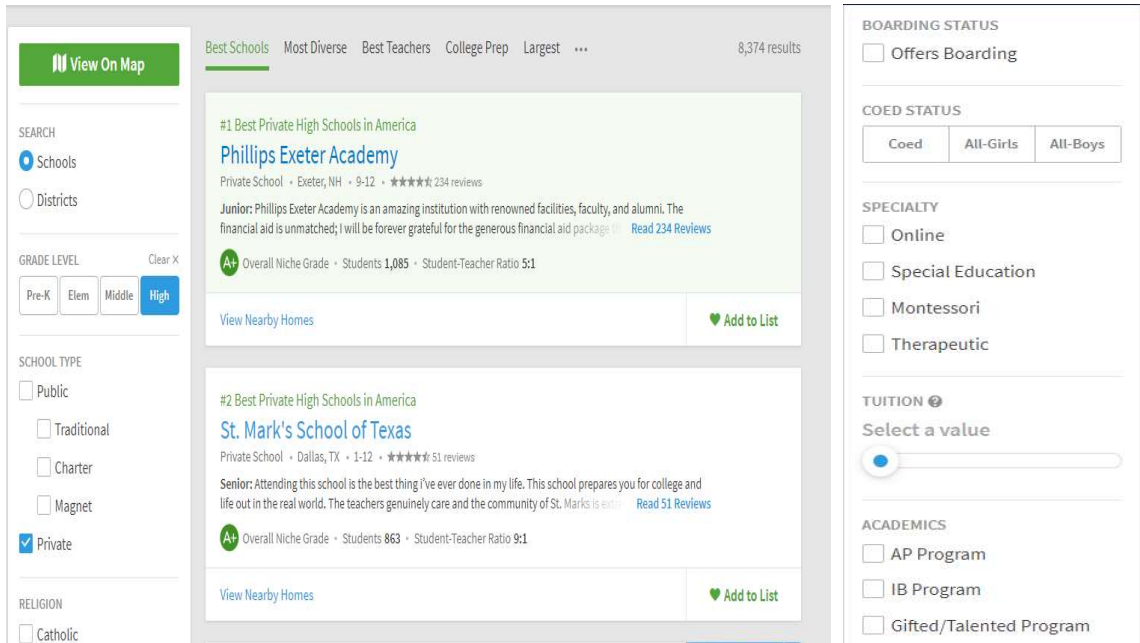 View On Map
SEARCH
Schools
Districts
GRADE LEVEL Clear X
Pre-K Elem Middle High
SCHOOL TYPE
Public
Traditional
Charter
Magnet
Private
RELIGION
Catholic
Best Schools Most Diverse Best Teachers College Prep Largest ••• 8,374 results
#1 Best Private High Schools in America
Phillips Exeter Academy
Private School • Exeter, NH • 9-12 • ★★★★★ 234 reviews
Junior: Phillips Exeter Academy is an amazing institution with renowned facilities, faculty, and alumni. The
financial aid is unmatched; I will be forever grateful for the generous financial aid package Read 234 Reviews
A+ Overall Niche Grade • Students 1,085 • Student-Teacher Ratio 5:1
View Nearby Homes Add to List
#2 Best Private High Schools in America
St. Mark's School of Texas
Private School • Dallas, TX • 1-12 • ★★★★★ 51 reviews
Senior: Attending this school is the best thing i've ever done in my life. This school prepares you for college and
life out in the real world. The teachers genuinely care and the community of St. Marks is Read 51 Reviews
A+ Overall Niche Grade • Students 863 • Student-Teacher Ratio 9:1
View Nearby Homes Add to List
BOARDING STATUS
Offers Boarding
COED STATUS
Coed All-Girls All-Boys
SPECIALTY
Online
Special Education
Montessori
Therapeutic
TUITION ?
Select a value
ACADEMICS
AP Program
IB Program
Gifted/Talented Program